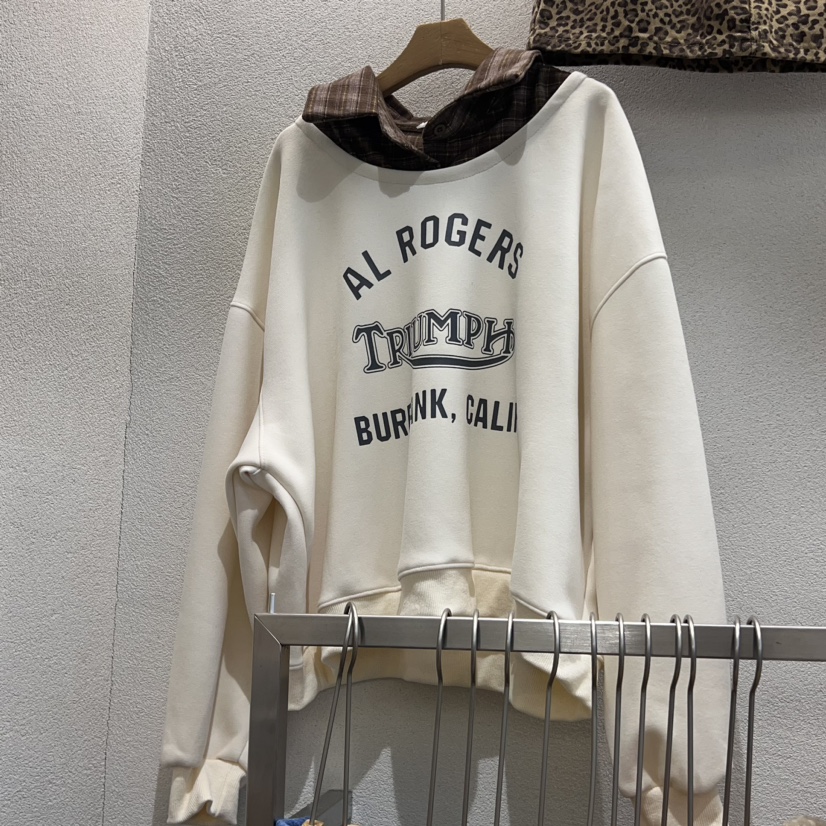 AL ROGERS
TRIUMPH
BURBANK, CALIF